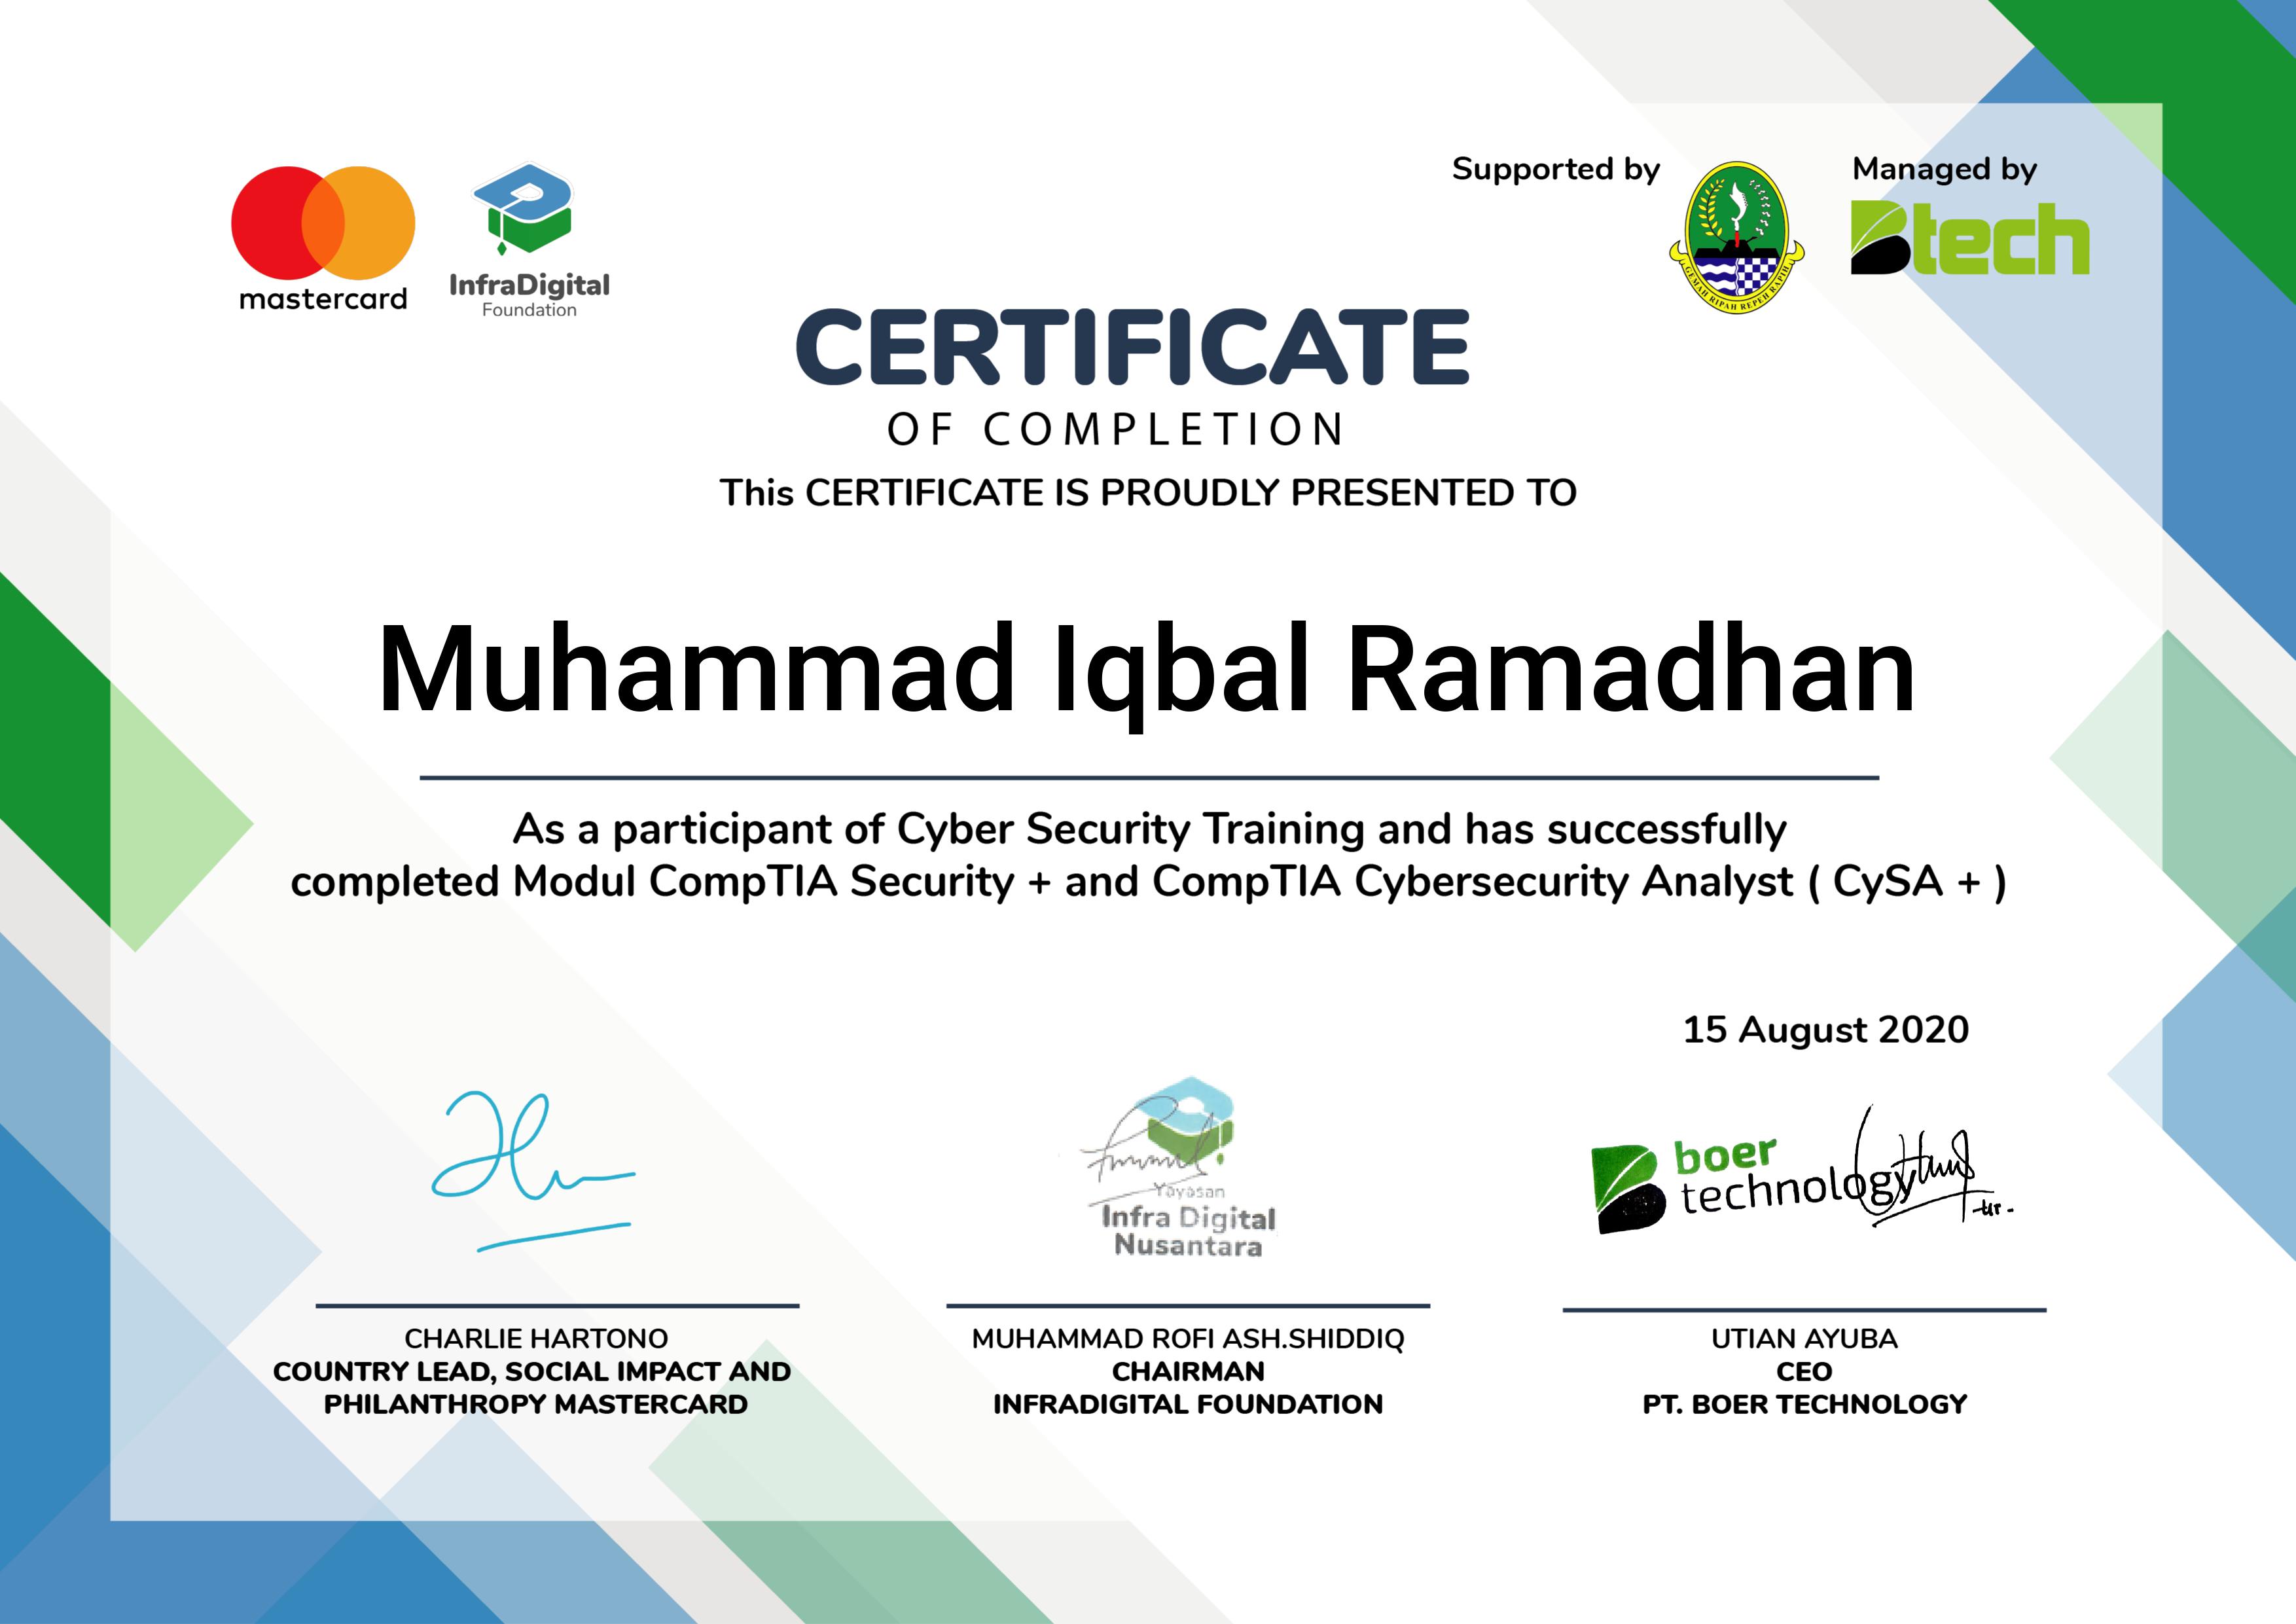 mastercard
InfraDigital
Foundation
Supported by
GEMAH RIPAH REPEH RAPIH
Managed by
Btech
CERTIFICATE
OF COMPLETION
This CERTIFICATE IS PROUDLY PRESENTED TO
Muhammad Iqbal Ramadhan
As a participant of Cyber Security Training and has successfully
completed Modul CompTIA Security + and CompTIA Cybersecurity Analyst ( CySA + )
15 August 2020
Yayasan
Infra Digital
Nusantara
boer
technology
CHARLIE HARTONO
COUNTRY LEAD, SOCIAL IMPACT AND
PHILANTHROPY MASTERCARD
MUHAMMAD ROFI ASH.SHIDDIQ
CHAIRMAN
INFRADIGITAL FOUNDATION
UTIAN AYUBA
CEO
PT. BOER TECHNOLOGY